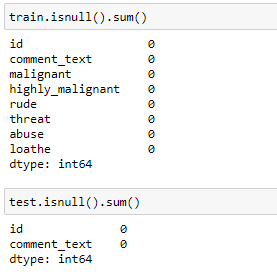 train.isnull().sum()
id 0
comment_text 0
malignant 0
highly_malignant 0
rude 0
threat 0
abuse 0
loathe 0
dtype: int64
test.isnull().sum()
id 0
comment_text 0
dtype: int64